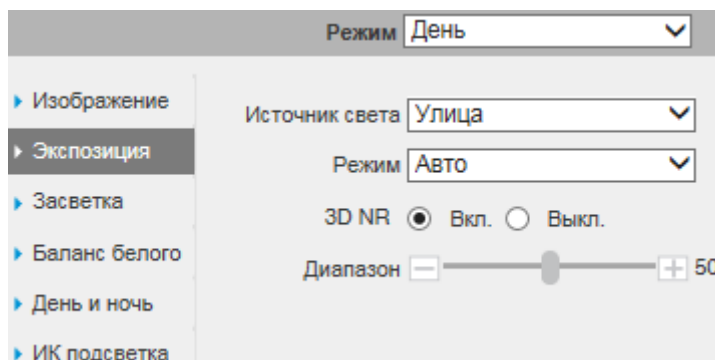 Режим День
Изображение
Источник света Улица
Экспозиция
Режим Авто
Засветка
3D NR Вкл. Выкл.
Баланс белого
Диапазон 50
День и ночь
ИК подсветка